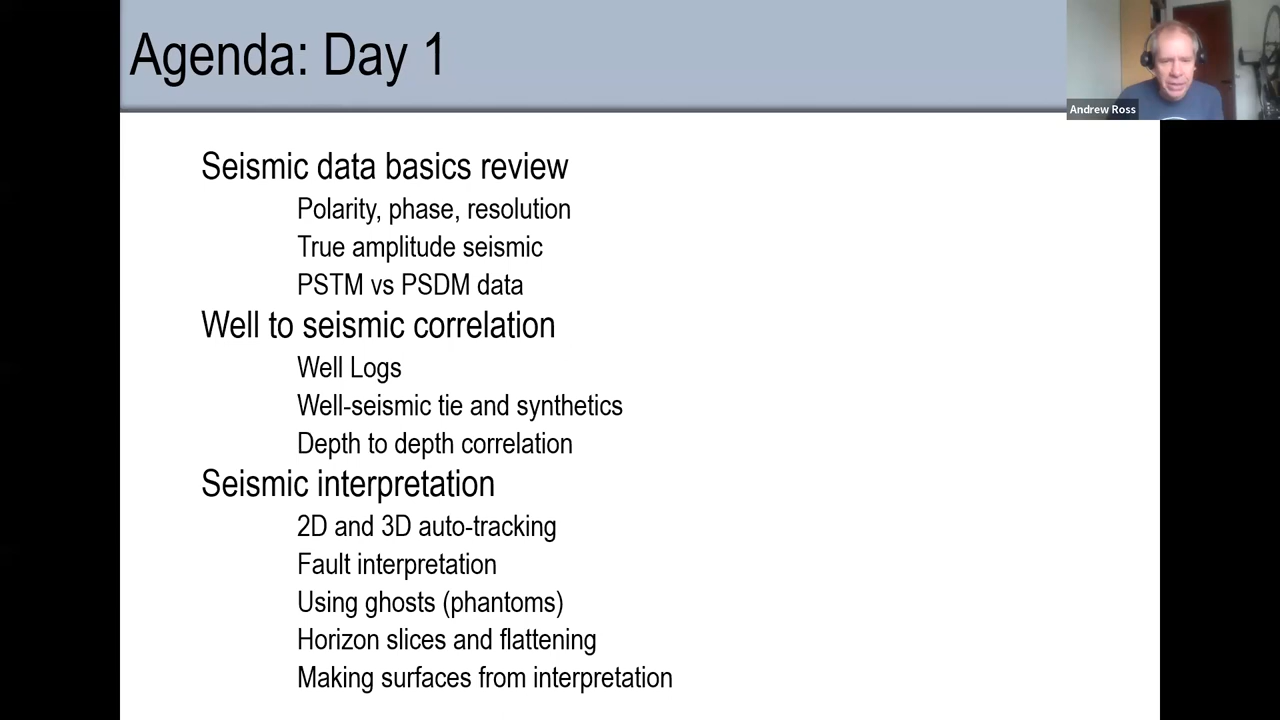 Agenda: Day 1
Andrew Ross
Seismic data basics review
Polarity, phase, resolution
True amplitude seismic
PSTM vs PSDM data
Well to seismic correlation
Well Logs
Well-seismic tie and synthetics
Depth to depth correlation
Seismic interpretation
2D and 3D auto-tracking
Fault interpretation
Using ghosts (phantoms)
Horizon slices and flattening
Making surfaces from interpretation